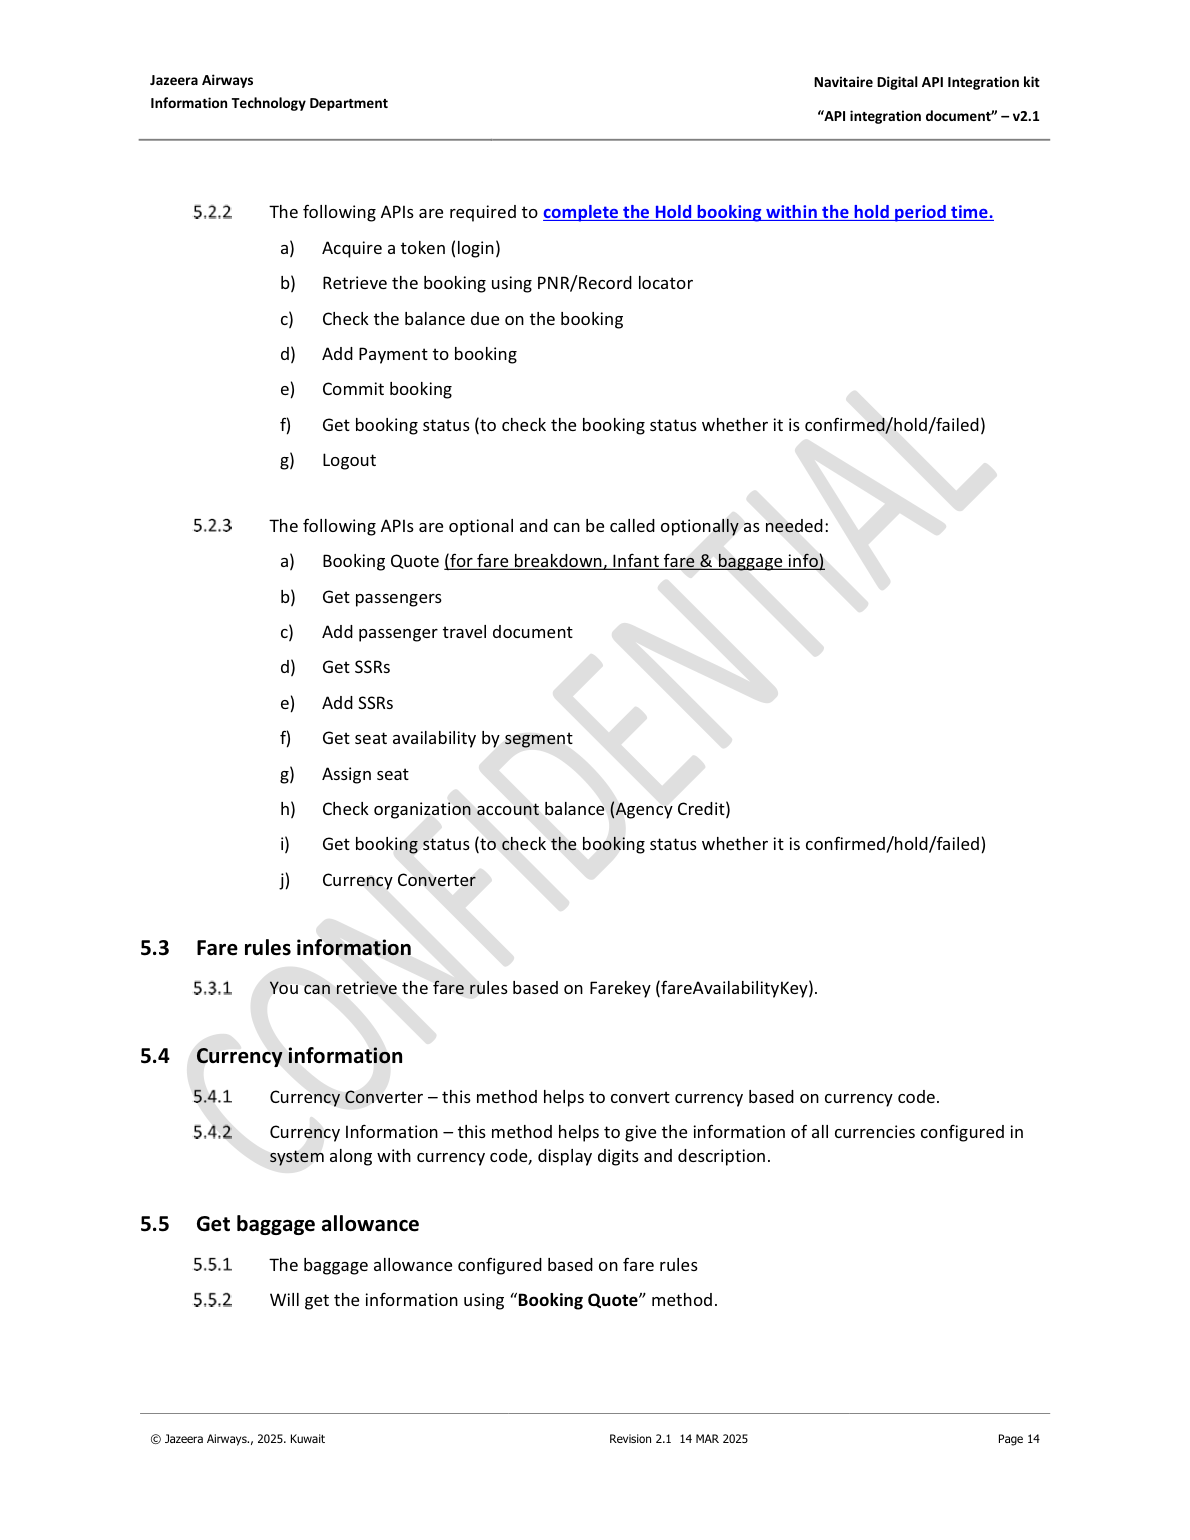 Jazeera Airways
Information Technology Department
Navitaire Digital API Integration kit
“API integration document” – v2.1
5.2.2 The following APIs are required to complete the Hold booking within the hold period time.
a) Acquire a token (login)
b) Retrieve the booking using PNR/Record locator
c) Check the balance due on the booking
d) Add Payment to booking
e) Commit booking
f) Get booking status (to check the booking status whether it is confirmed/hold/failed)
g) Logout
5.2.3 The following APIs are optional and can be called optionally as needed:
a) Booking Quote (for fare breakdown, Infant fare & baggage info)
b) Get passengers
c) Add passenger travel document
d) Get SSRs
e) Add SSRs
f) Get seat availability by segment
g) Assign seat
h) Check organization account balance (Agency Credit)
i) Get booking status (to check the booking status whether it is confirmed/hold/failed)
j) Currency Converter
5.3 Fare rules information
5.3.1 You can retrieve the fare rules based on Farekey (fareAvailabilityKey).
5.4 Currency information
5.4.1 Currency Converter – this method helps to convert currency based on currency code.
5.4.2 Currency Information – this method helps to give the information of all currencies configured in
system along with currency code, display digits and description.
5.5 Get baggage allowance
5.5.1 The baggage allowance configured based on fare rules
5.5.2 Will get the information using “Booking Quote” method.
CONFIDENTIAL
© Jazeera Airways., 2025. Kuwait
Revision 2.1 14 MAR 2025
Page 14